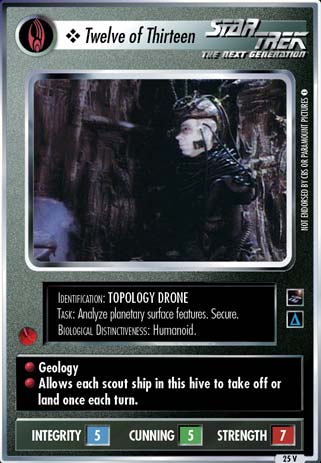 ❖ Twelve of Thirteen
STAR TREK
THE NEXT GENERATION
NOT ENDORSED BY CBS OR PARAMOUNT PICTURES
IDENTIFICATION: TOPOLOGY DRONE
TASK: Analyze planetary surface features. Secure.
BIOLOGICAL DISTINCTIVENESS: Humanoid.
Geology
Allows each scout ship in this hive to take off or
land once each turn.
INTEGRITY 5 CUNNING 5 STRENGTH 7
25 V